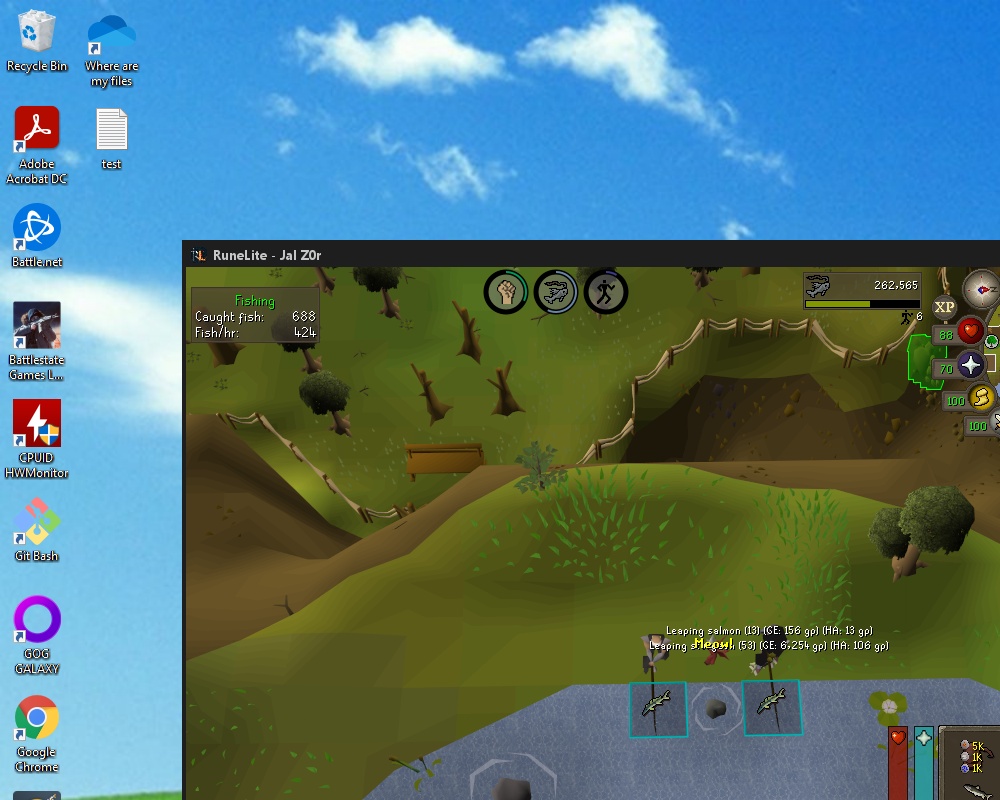 Recycle Bin
Where are
my files
Adobe
Acrobat DC
test
Battle.net
Battlestate
Games L...
CPUID
HWMonitor
Git Bash
GOG
GALAXY
Google
Chrome
RuneLite - Jal Z0r
Fishing
Caught fish: 688
Fish/hr: 424
262,565
6
XP
88
70
100
100
Leaping salmon (13) (GE: 156 gp) (HA: 13 gp)
Meow!
Leaping (53) (GE: 6,254 gp) (HA: 106 gp)
5K
1K
1K